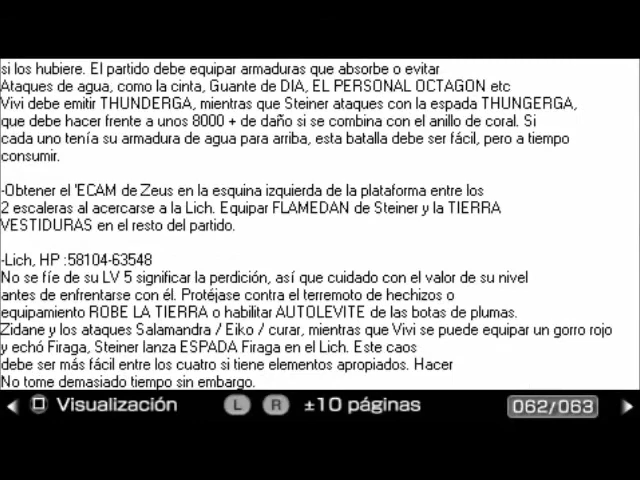 si los hubiere. El partido debe equipar armaduras que absorbe o evitar
Ataques de agua, como la cinta, Guante de DIA, EL PERSONAL OCTAGON etc
Vivi debe emitir THUNDERGA, mientras que Steiner ataques con la espada THUNGERGA,
que debe hacer frente a unos 8000 + de daño si se combina con el anillo de coral. Si
cada uno tenía su armadura de agua para arriba, esta batalla debe ser fácil, pero a tiempo
consumir.
-Obtener el 'ECAM de Zeus en la esquina izquierda de la plataforma entre los
2 escaleras al acercarse a la Lich. Equipar FLAMEDAN de Steiner y la TIERRA
VESTIDURAS en el resto del partido.
-Lich, HP :58104-63548
No se fíe de su LV 5 significar la perdición, así que cuidado con el valor de su nivel
antes de enfrentarse con él. Protéjase contra el terremoto de hechizos o
equipamiento ROBE LA TIERRA o habilitar AUTOLEVITE de las botas de plumas.
Zidane y los ataques Salamandra / Eiko / curar, mientras que Vivi se puede equipar un gorro rojo
y echó Firaga, Steiner lanza ESPADA Firaga en el Lich. Este caos
debe ser más fácil entre los cuatro si tiene elementos apropiados. Hacer
No tome demasiado tiempo sin embargo.
Visualización L R ±10 páginas 062/063